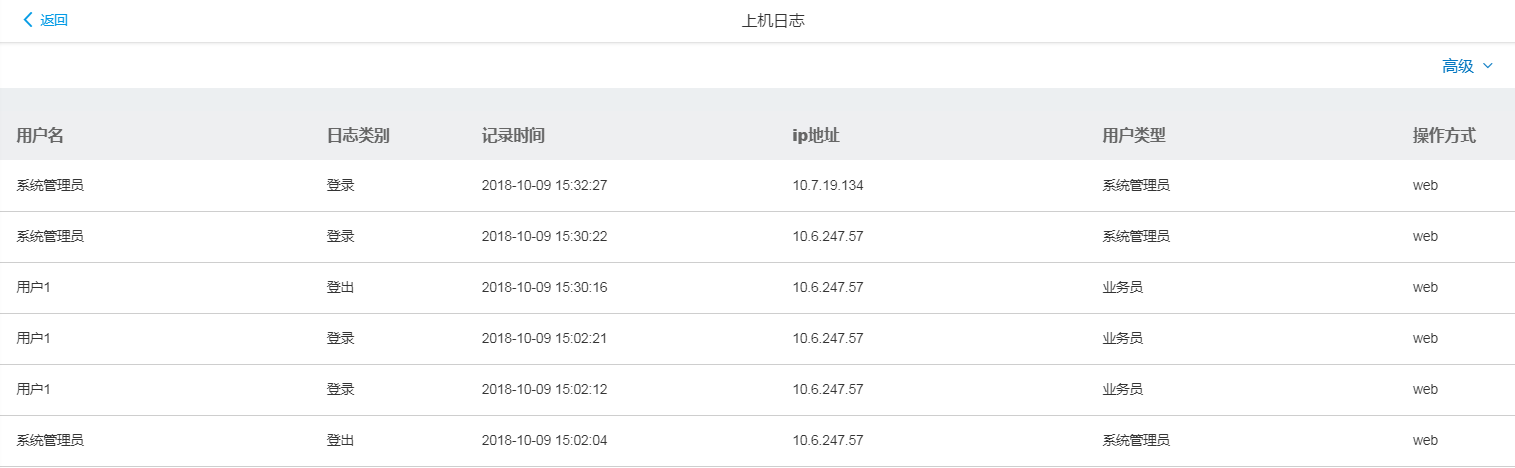 返回 上机日志
高级
用户名 日志类别 记录时间 ip地址 用户类型 操作方式
系统管理员 登录 2018-10-09 15:32:27 10.7.19.134 系统管理员 web
系统管理员 登录 2018-10-09 15:30:22 10.6.247.57 系统管理员 web
用户1 登出 2018-10-09 15:30:16 10.6.247.57 业务员 web
用户1 登录 2018-10-09 15:02:21 10.6.247.57 业务员 web
用户1 登录 2018-10-09 15:02:12 10.6.247.57 业务员 web
系统管理员 登出 2018-10-09 15:02:04 10.6.247.57 系统管理员 web